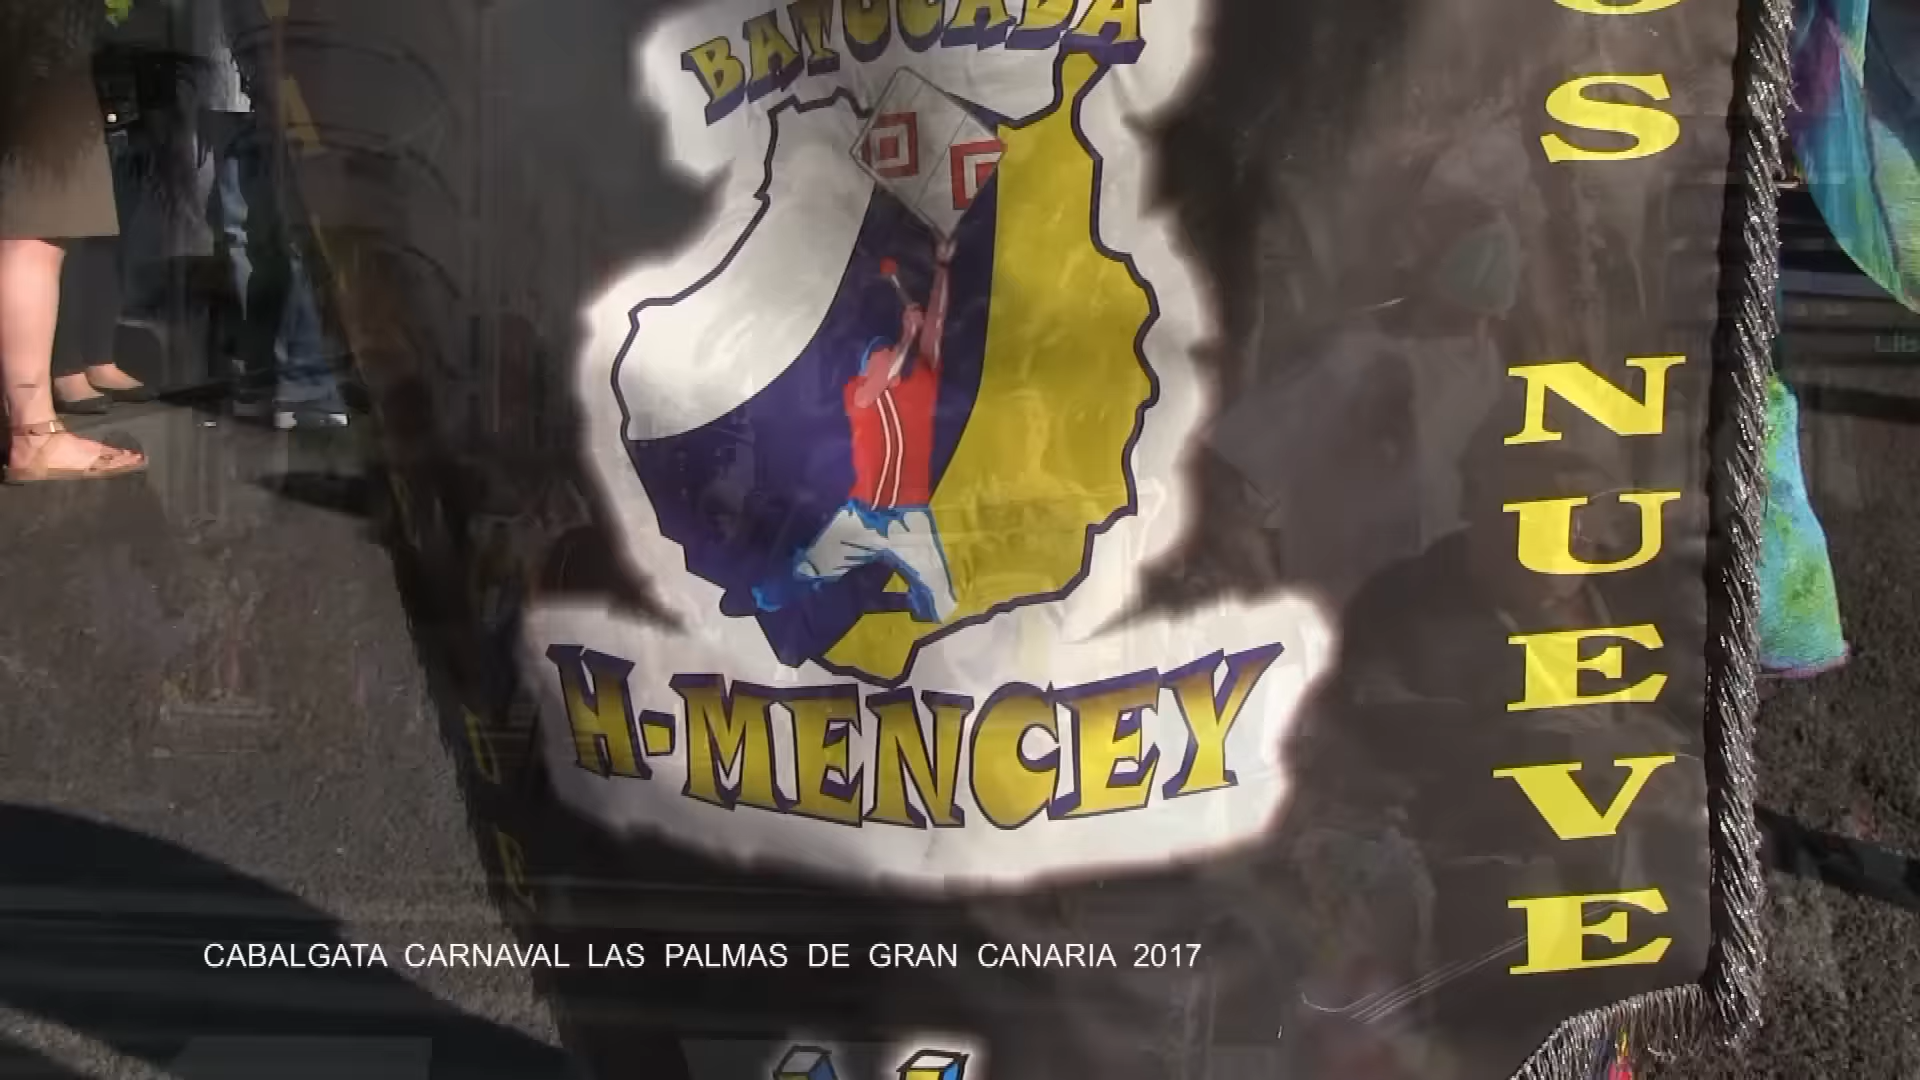 BATUCADA
H-MENCEY
S
NUEVE
CABALGATA CARNAVAL LAS PALMAS DE GRAN CANARIA 2017